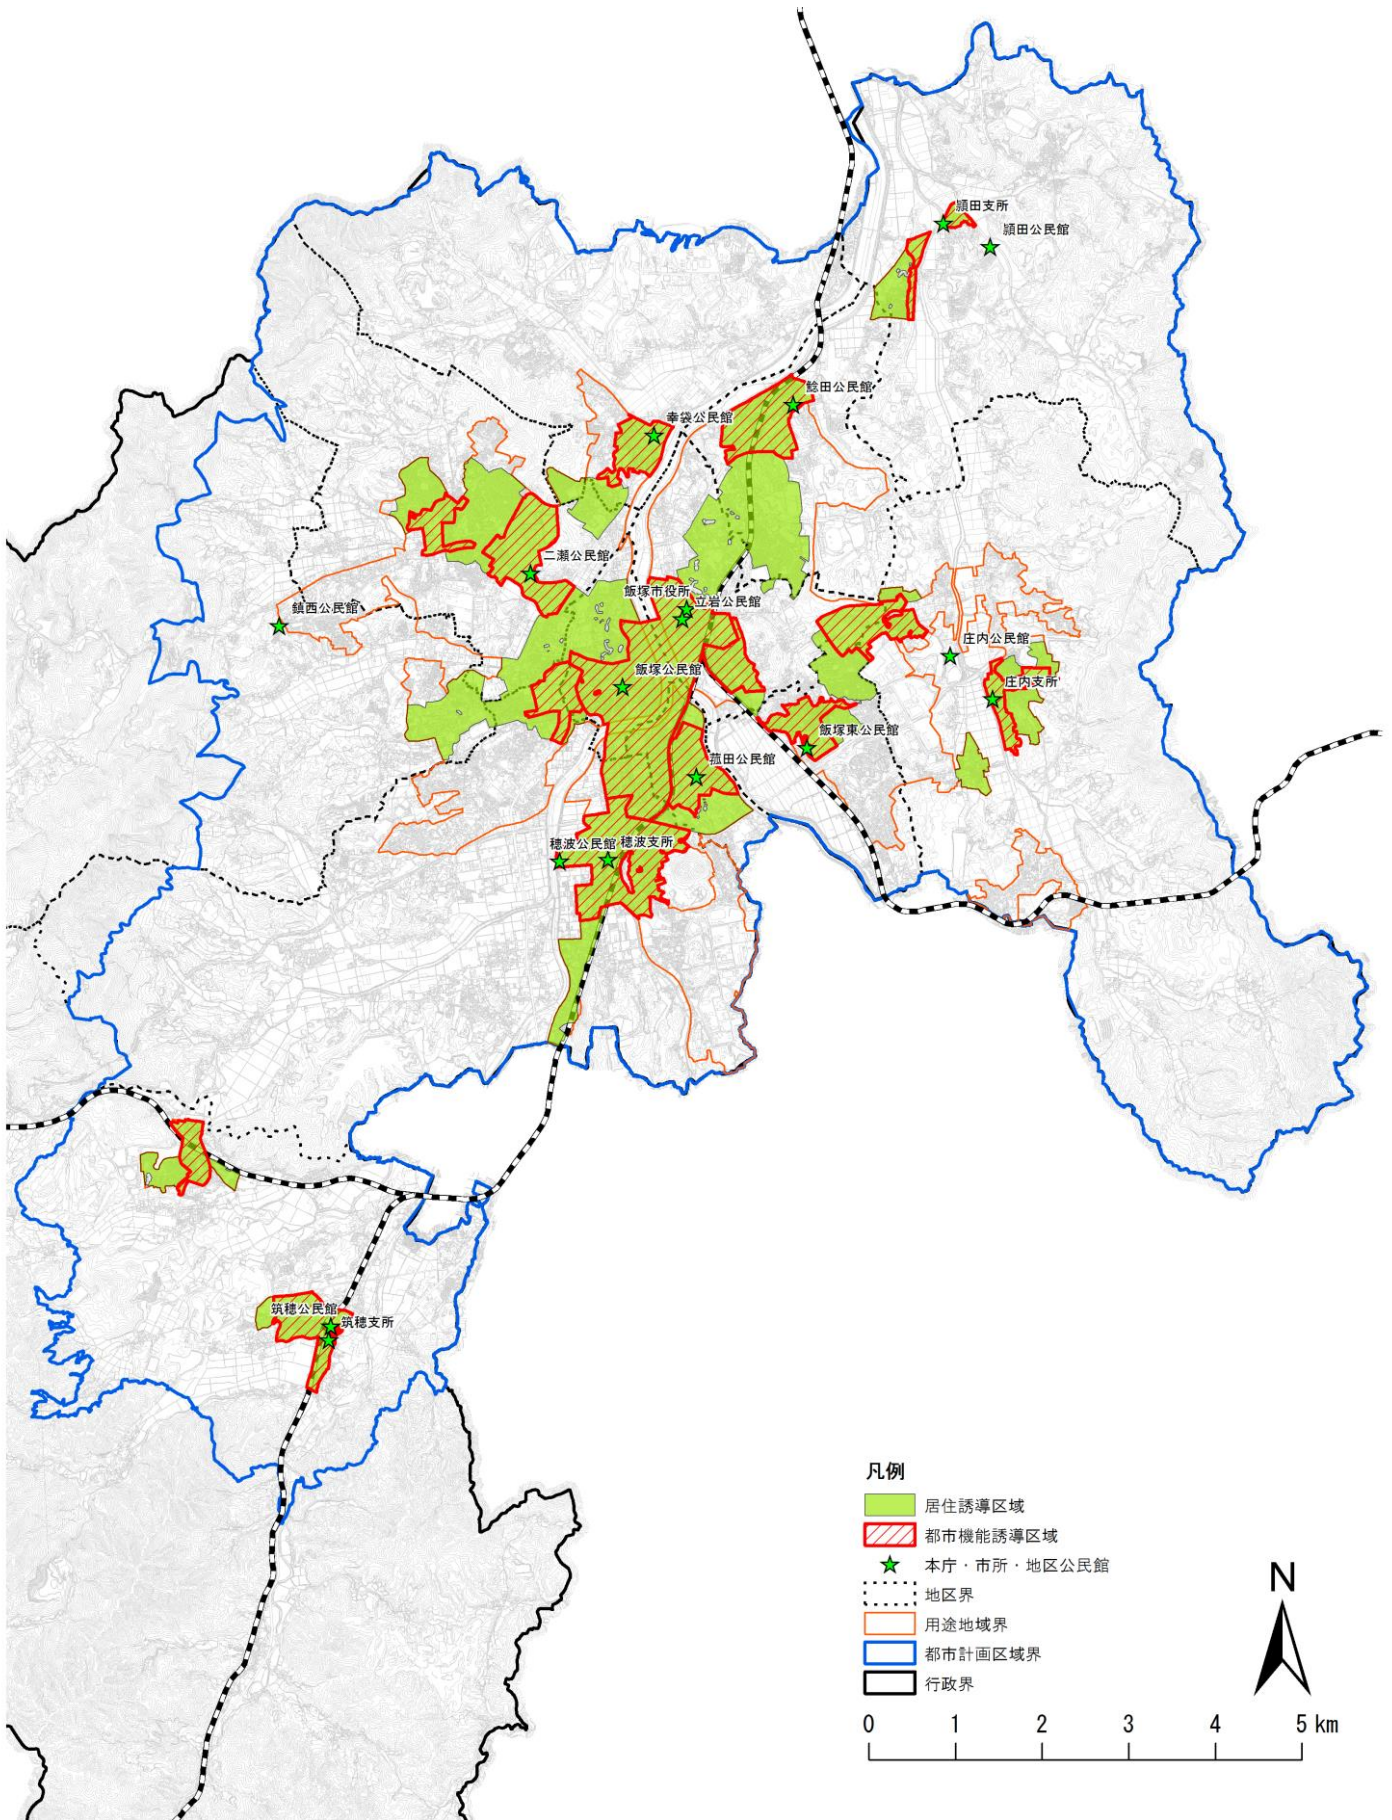 頴田支所
頴田公民館
鯰田公民館
幸袋公民館
二瀬公民館
飯塚市役所
立岩公民館
鎮西公民館
庄内公民館
飯塚公民館
庄内支所
飯塚東公民館
菰田公民館
穂波公民館
穂波支所
筑穂公民館
筑穂支所
凡例
居住誘導区域
都市機能誘導区域
本庁・市所・地区公民館
地区界
用途地域界
都市計画区域界
行政界
N
0 1 2 3 4 5 km